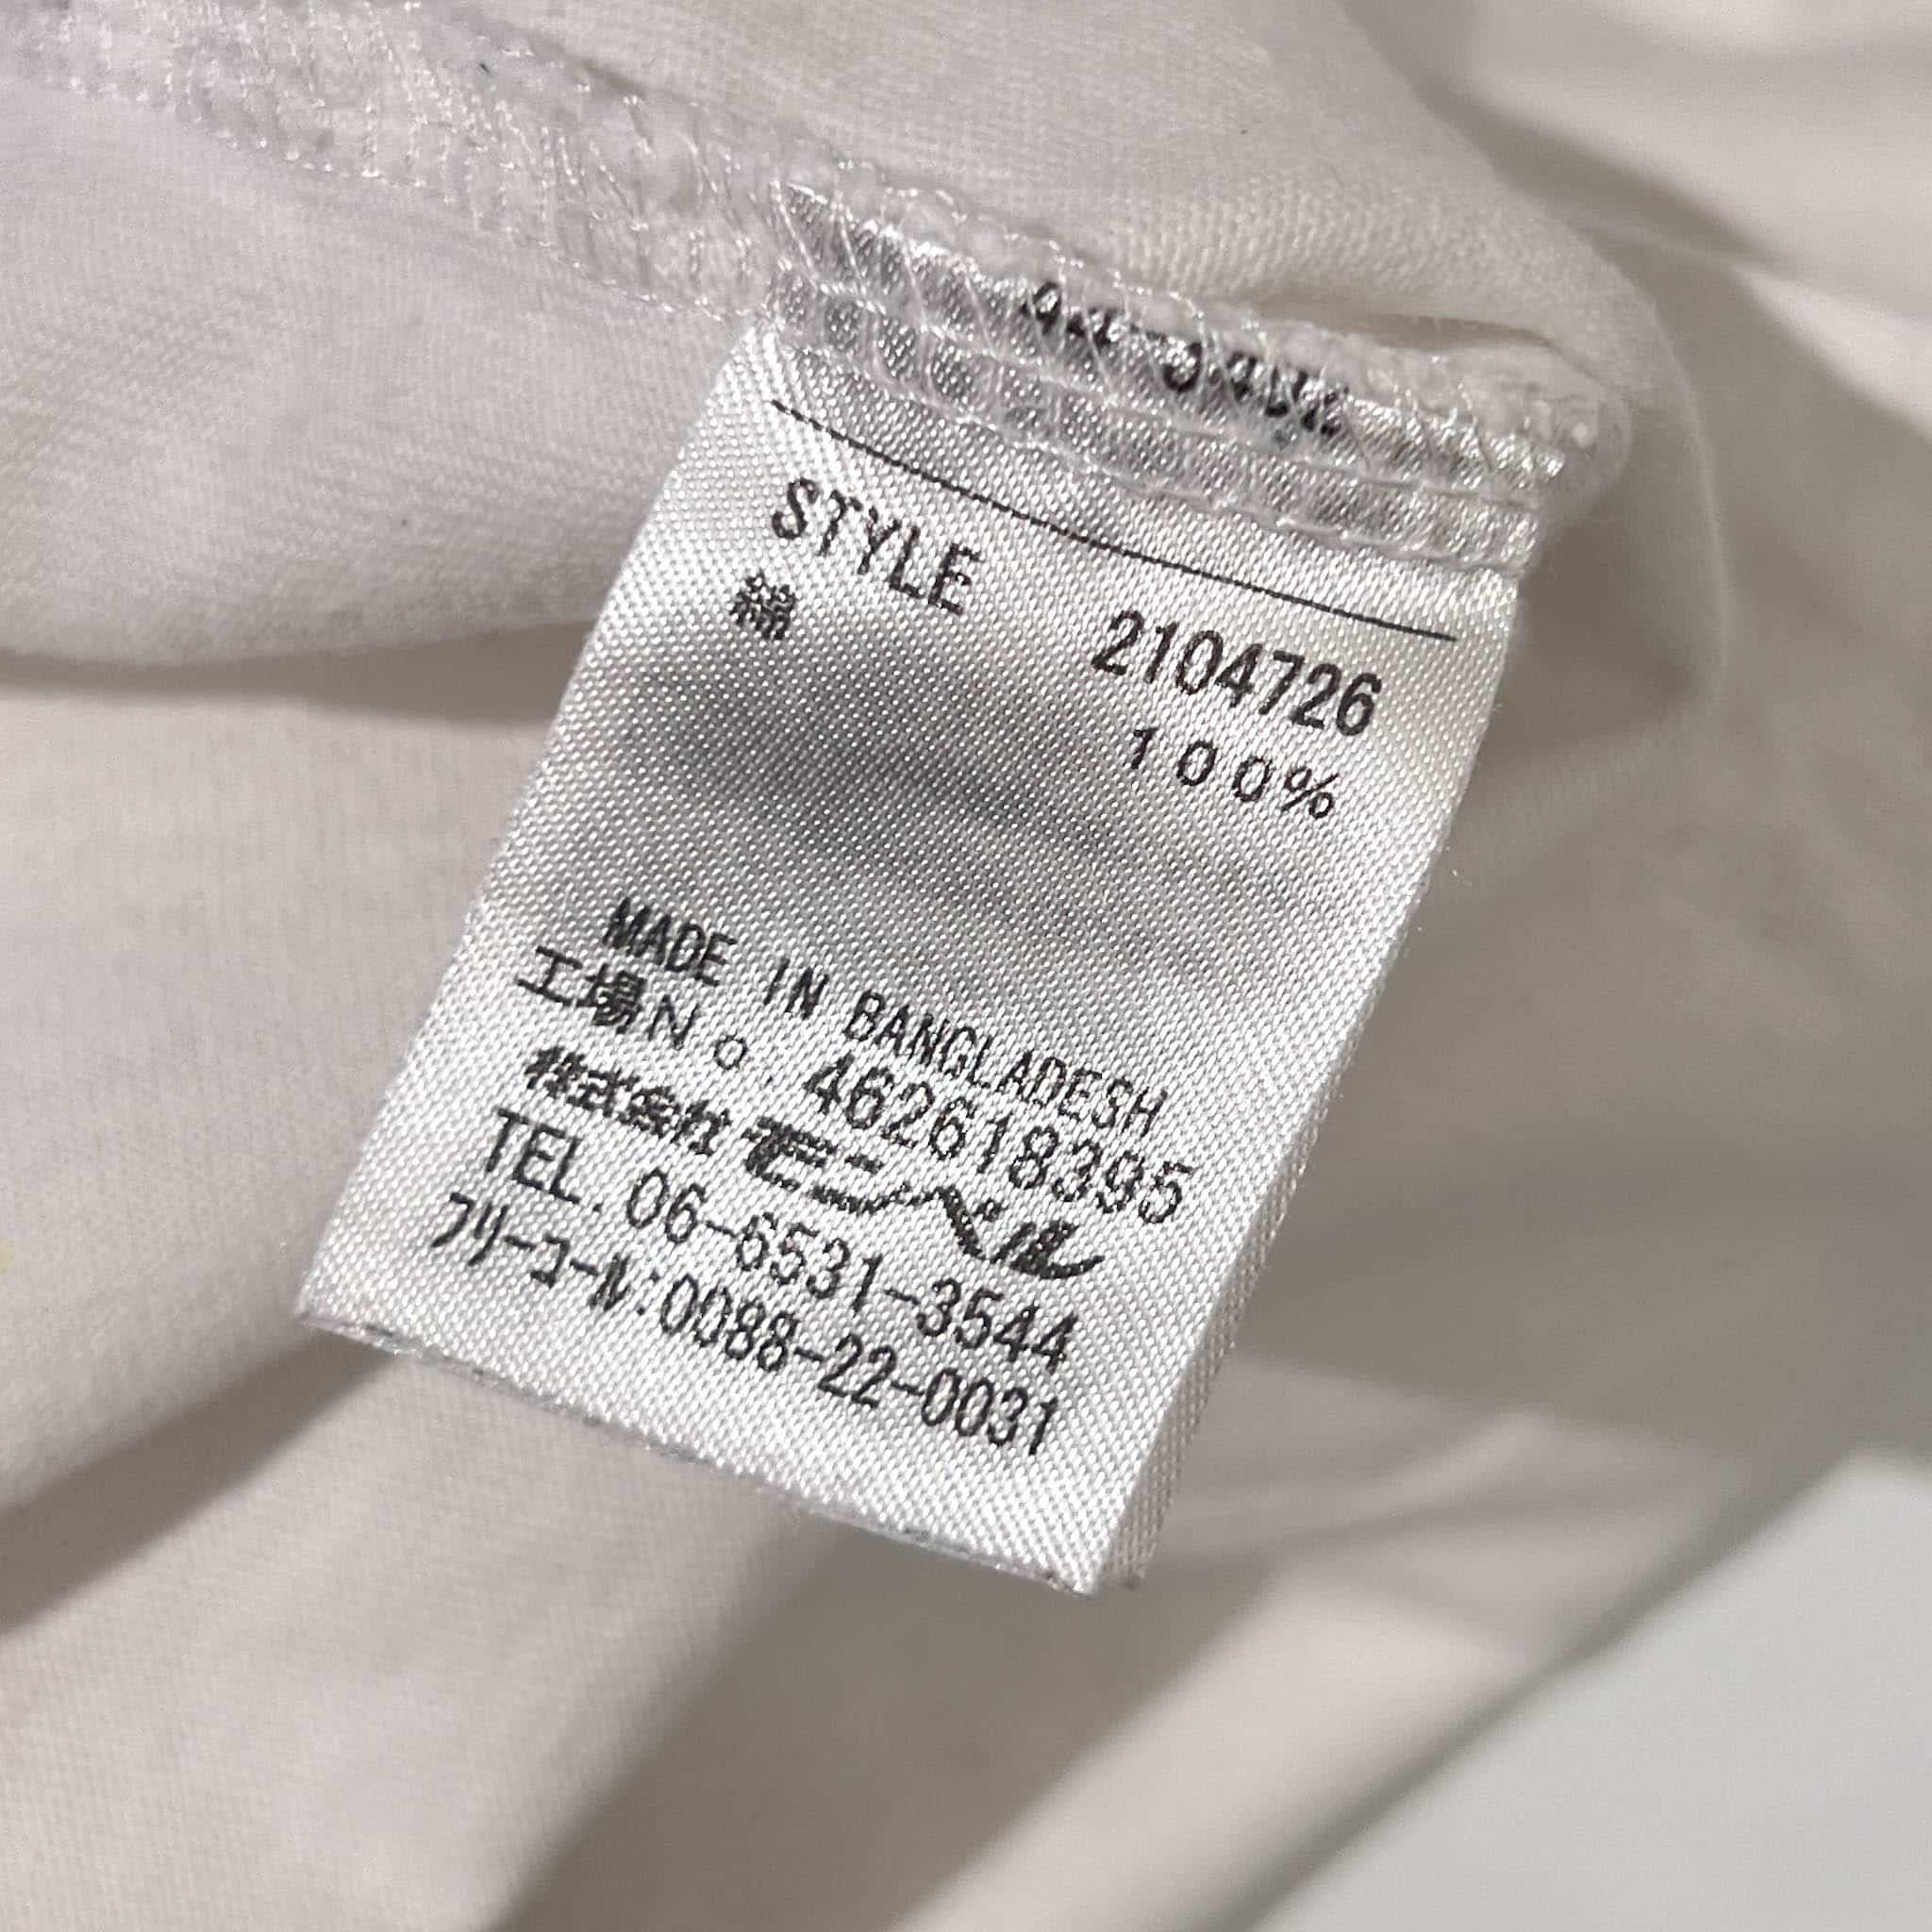 STYLE 2104726
綿 100%
MADE IN BANGLADESH
工場No. 462618395
株式会社モンベル
TEL. 06-6531-3544
フリーコール:0088-22-0031